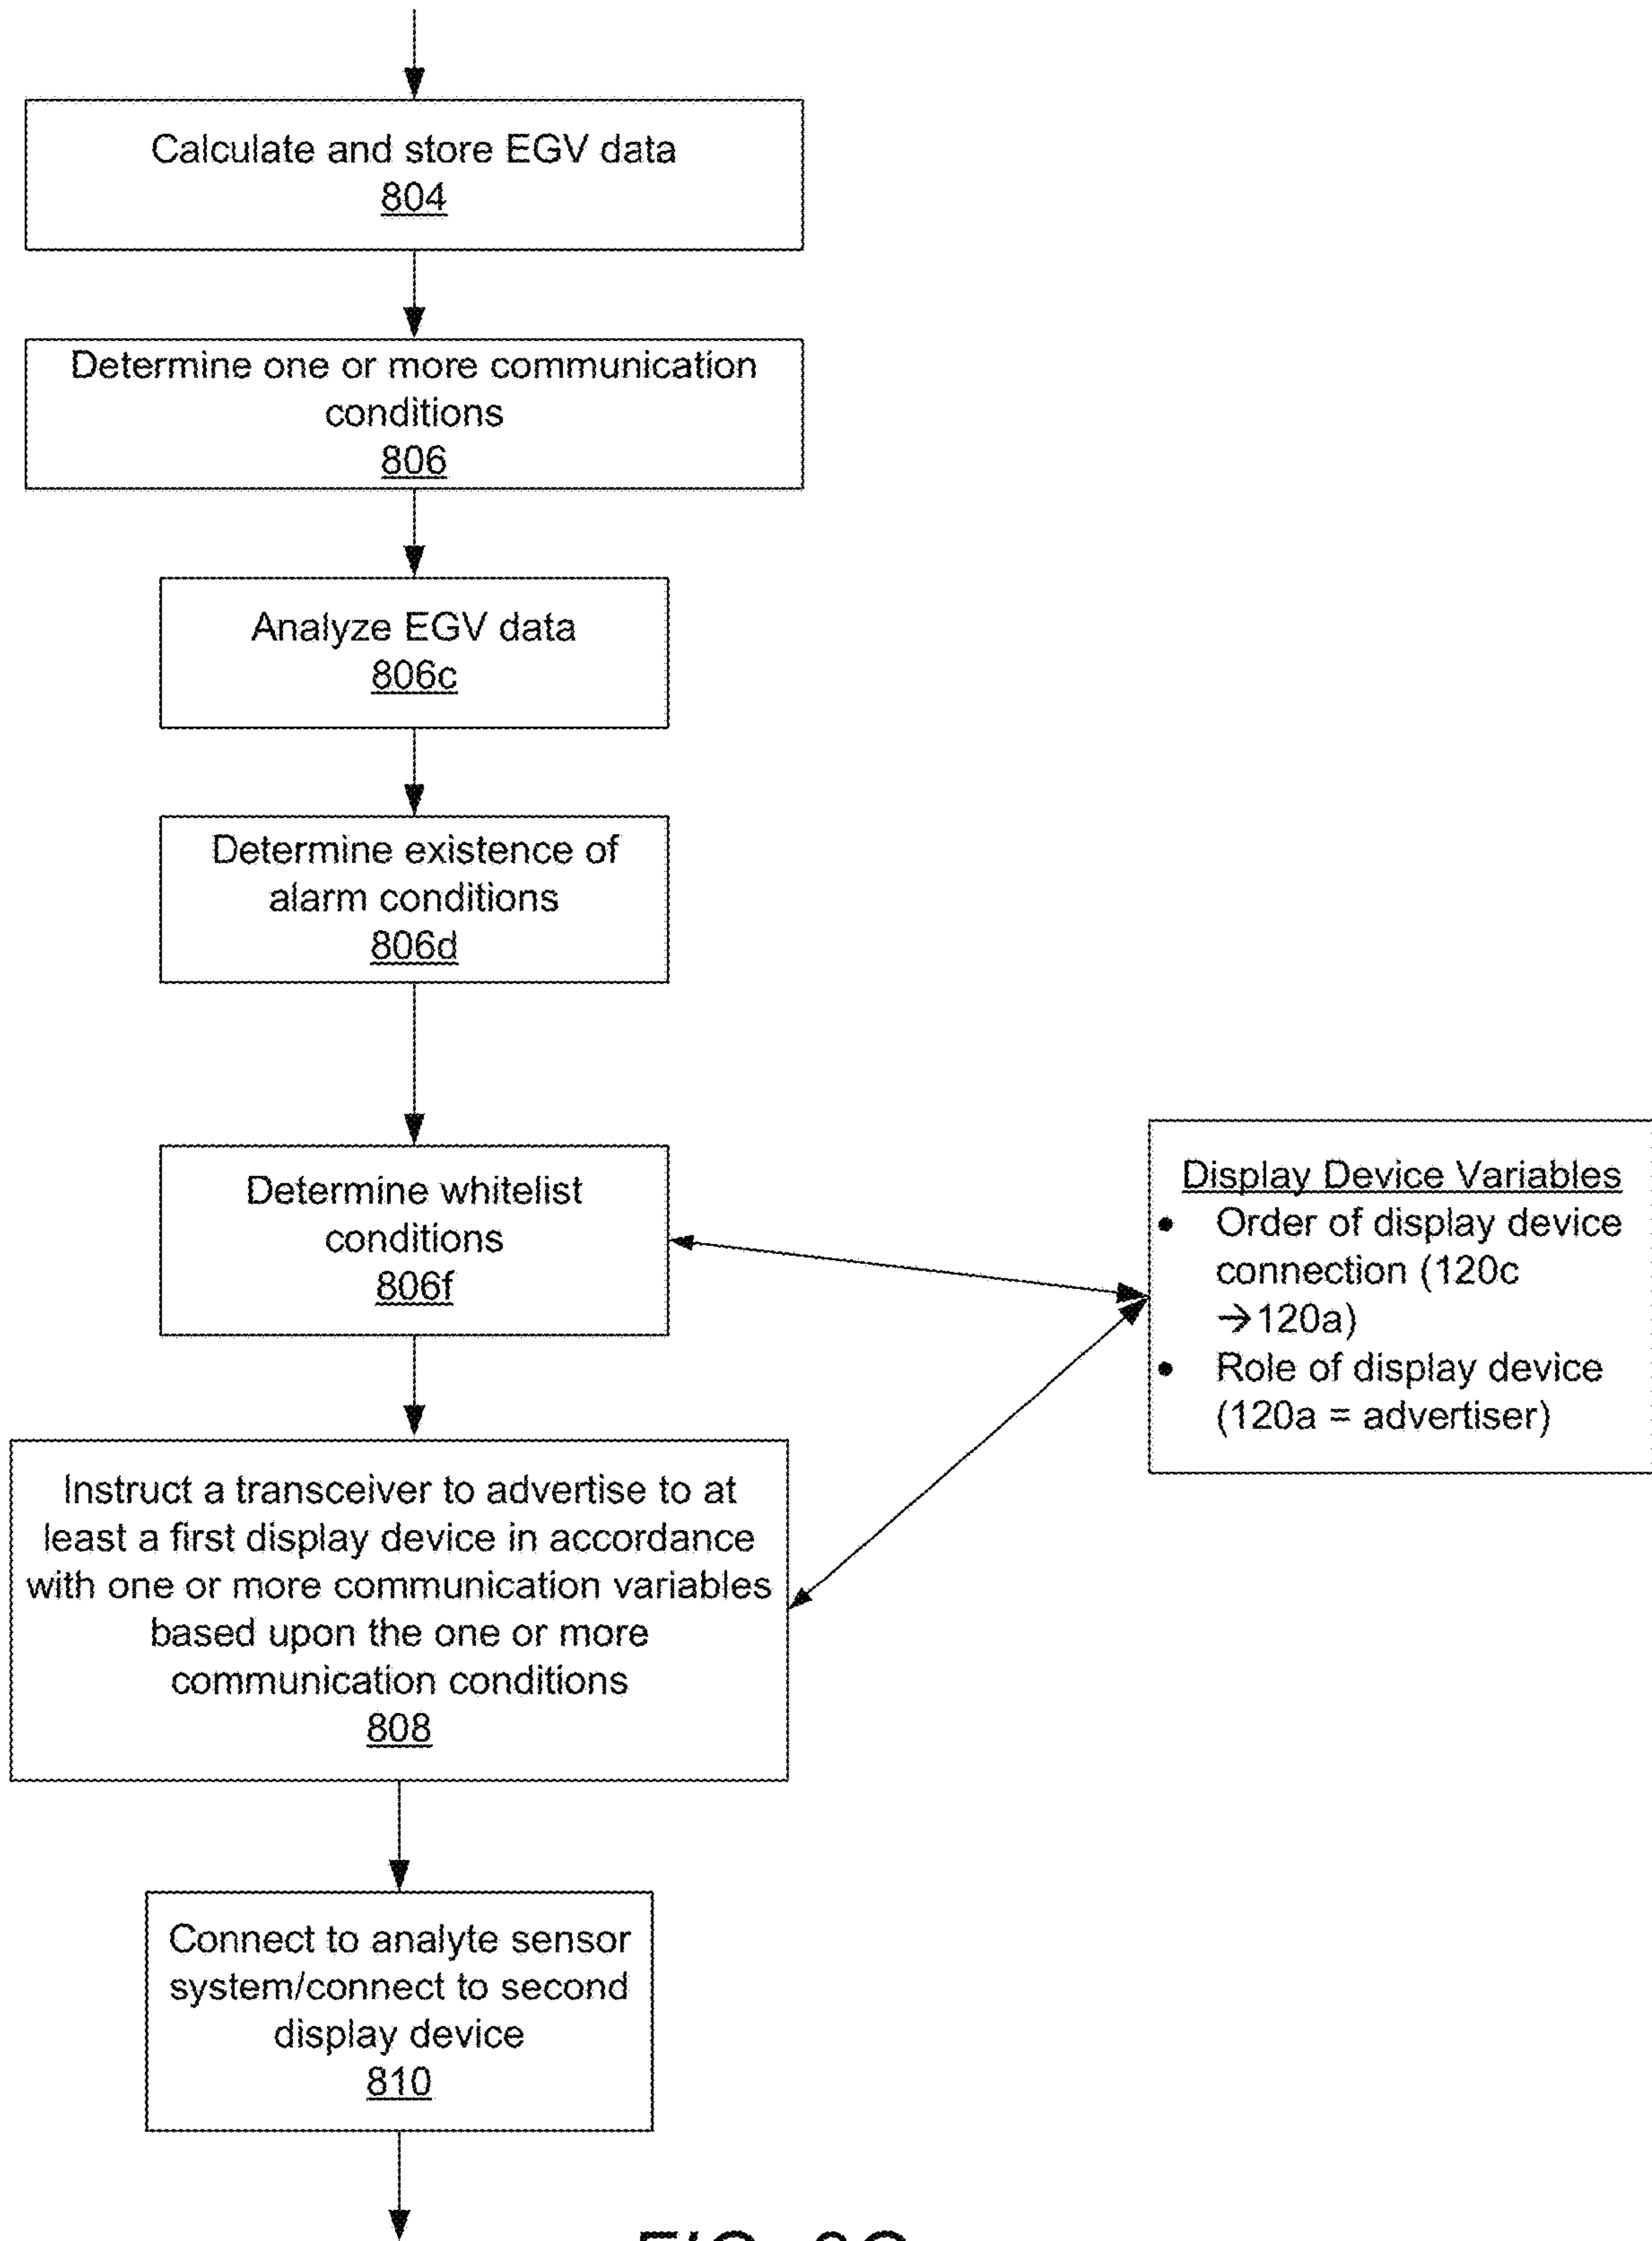 Calculate and store EGV data
804
Determine one or more communication
conditions
806
Analyze EGV data
806c
Determine existence of
alarm conditions
806d
Determine whitelist
conditions
806f
Display Device Variables
• Order of display device
connection (120c
→120a)
• Role of display device
(120a = advertiser)
Instruct a transceiver to advertise to at
least a first display device in accordance
with one or more communication variables
based upon the one or more
communication conditions
808
Connect to analyte sensor
system/connect to second
display device
810